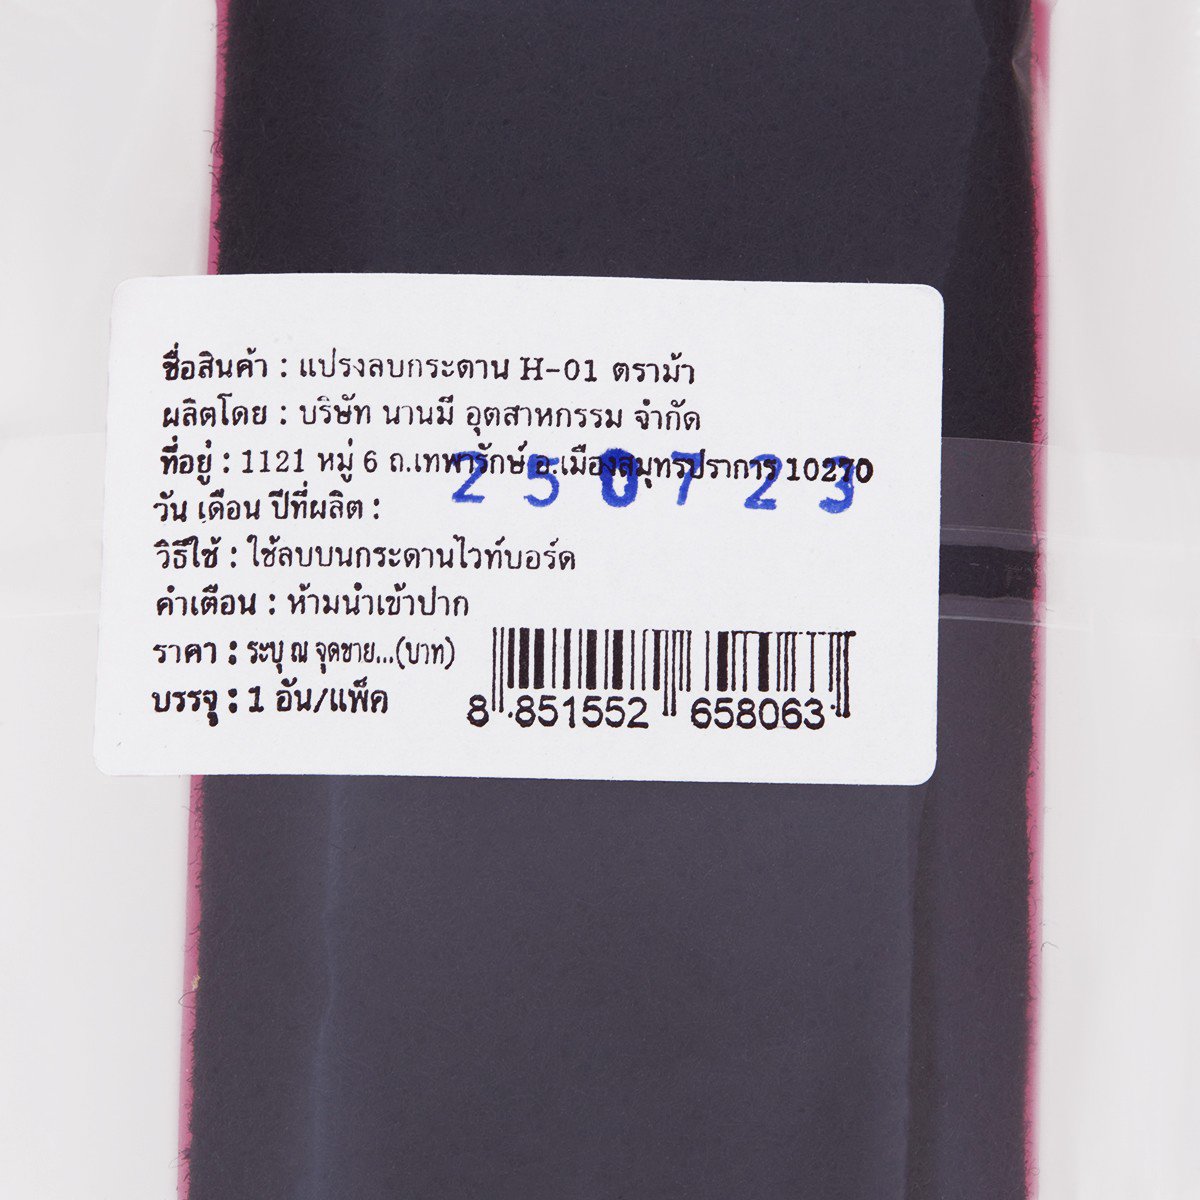 ชื่อสินค้า : แปรงลบกระดาน H-01 ตราม้า
ผลิตโดย : บริษัท นานมี อุตสาหกรรม จำกัด
ที่อยู่ : 1121 หมู่ 6 ถ.เทพารักษ์ อ.เมืองสมุทรปราการ 10270
วัน เดือน ปีที่ผลิต : 250723
วิธีใช้ : ใช้ลบบนกระดานไวท์บอร์ด
คำเตือน : ห้ามนำเข้าปาก
ราคา : ระบุ ณ จุดขาย...(บาท)
บรรจุ : 1 อัน/แพ็ค
8 851552 658063